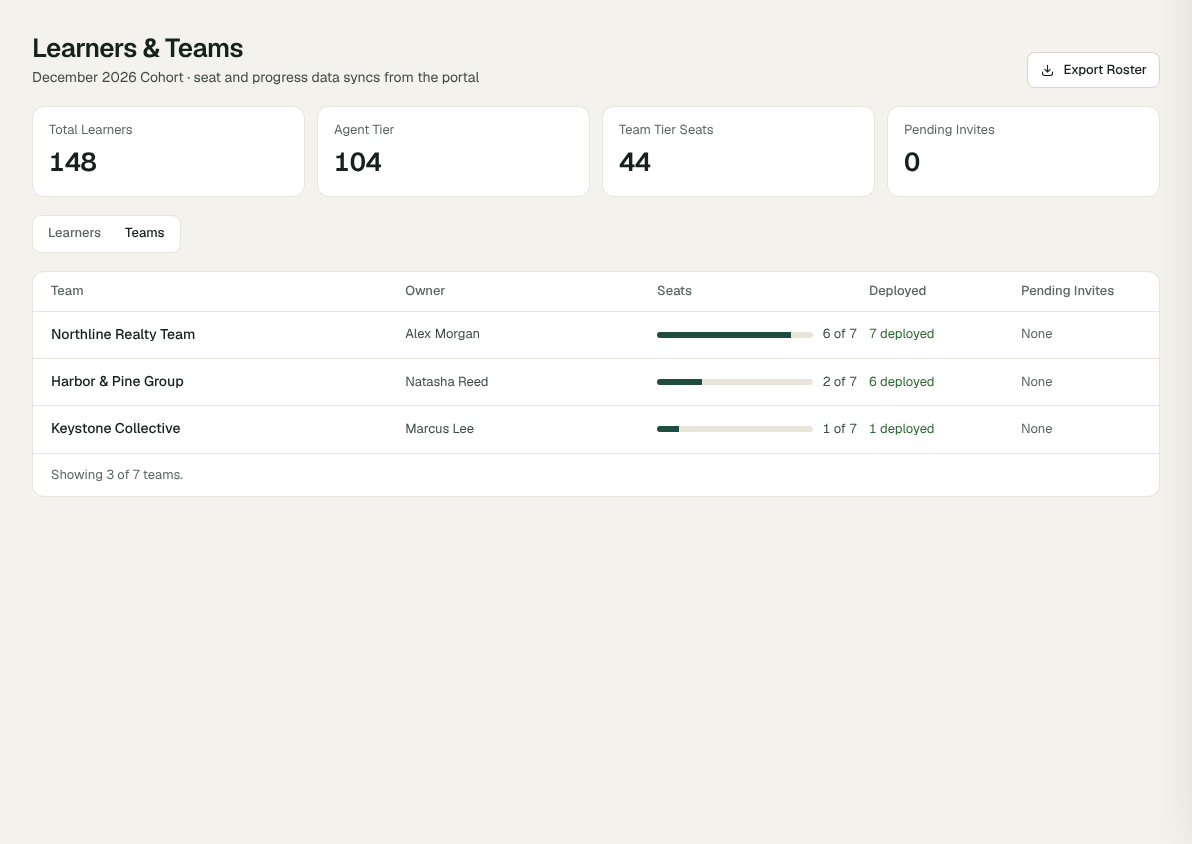 Learners & Teams
December 2026 Cohort · seat and progress data syncs from the portal
Export Roster
Total Learners
148
Agent Tier
104
Team Tier Seats
44
Pending Invites
0
Learners Teams
Team Owner Seats Deployed Pending Invites
Northline Realty Team Alex Morgan 6 of 7 7 deployed None
Harbor & Pine Group Natasha Reed 2 of 7 6 deployed None
Keystone Collective Marcus Lee 1 of 7 1 deployed None
Showing 3 of 7 teams.